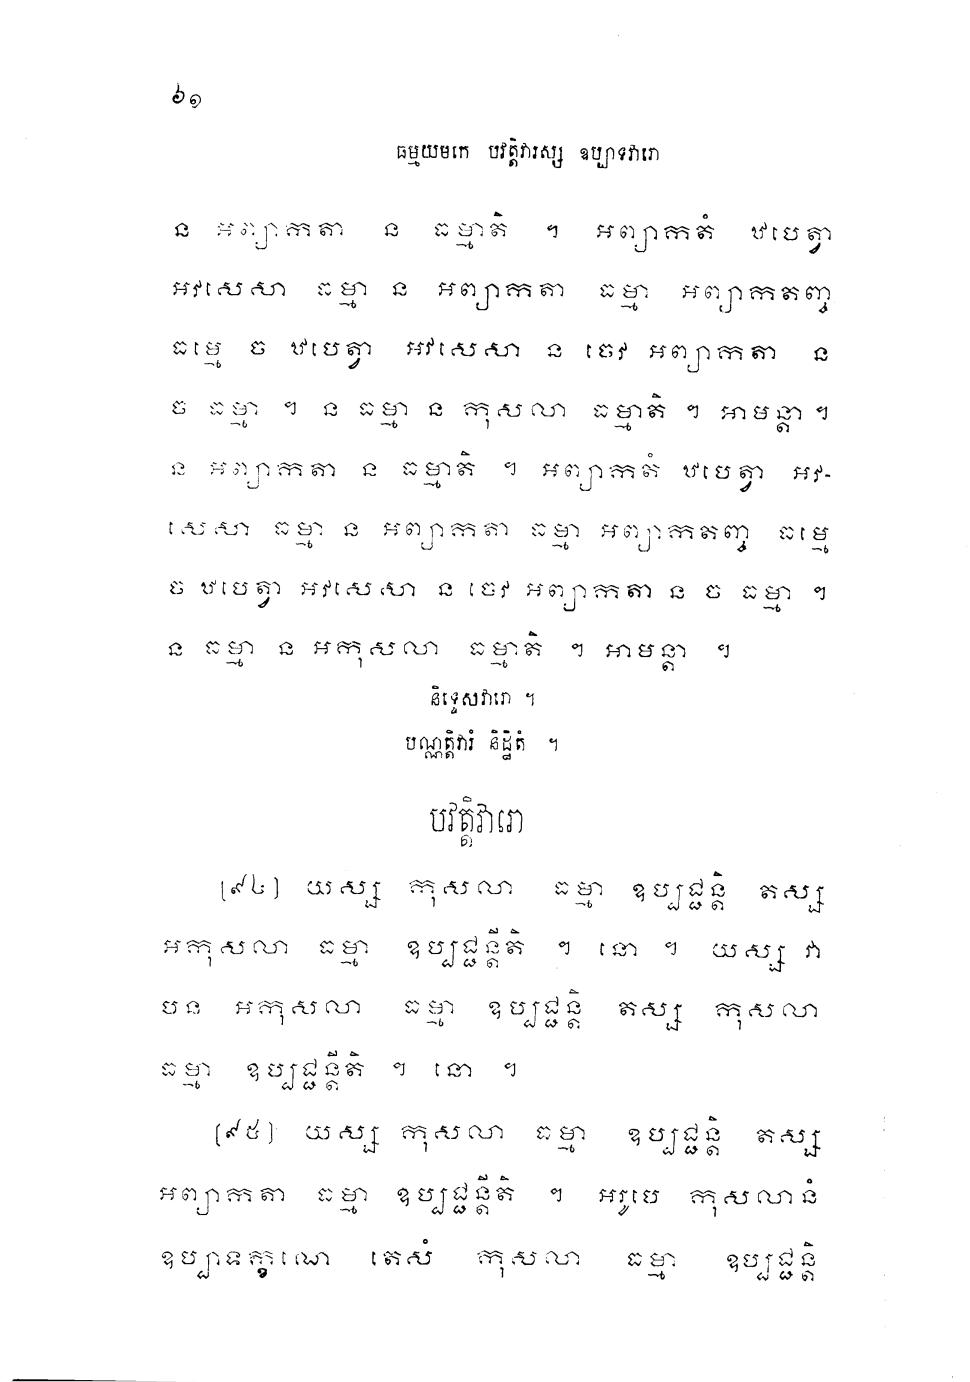 ៦១
ធម្មយមកេ បវត្តិវារស្ស ឧប្បាទវារោ
ន អព្យាកតា ន ធម្មាតិ ។ អព្យាកតំ ឋបេត្វា
អវសេសា ធម្មា ន អព្យាកតា ធម្មា អព្យាកតញ្ច
ធម្មេ ច ឋបេត្វា អវសេសា ន ចេវ អព្យាកតា ន
ច ធម្មា ។ ន ធម្មា ន កុសលា ធម្មាតិ ។ អាមន្តា ។
ន អព្យាកតា ន ធម្មាតិ ។ អព្យាកតំ ឋបេត្វា អវ-
សេសា ធម្មា ន អព្យាកតា ធម្មា អព្យាកតញ្ច ធម្មេ
ច ឋបេត្វា អវសេសា ន ចេវ អព្យាកតា ន ច ធម្មា ។
ន ធម្មា ន អកុសលា ធម្មាតិ ។ អាមន្តា ។
និទ្ទេសវារោ ។
បណ្ណត្តិវារំ និដ្ឋិតំ ។
បវត្តិវារោ
[៩៤] យស្ស កុសលា ធម្មា ឧប្បជ្ជន្តិ តស្ស
អកុសលា ធម្មា ឧប្បជ្ជន្តីតិ ។ នោ ។ យស្ស វា
បន អកុសលា ធម្មា ឧប្បជ្ជន្តិ តស្ស កុសលា
ធម្មា ឧប្បជ្ជន្តីតិ ។ នោ ។
[៩៥] យស្ស កុសលា ធម្មា ឧប្បជ្ជន្តិ តស្ស
អព្យាកតា ធម្មា ឧប្បជ្ជន្តីតិ ។ អរូបេ កុសលានំ
ឧប្បាទក្ខណេ តេសំ កុសលា ធម្មា ឧប្បជ្ជន្តិ